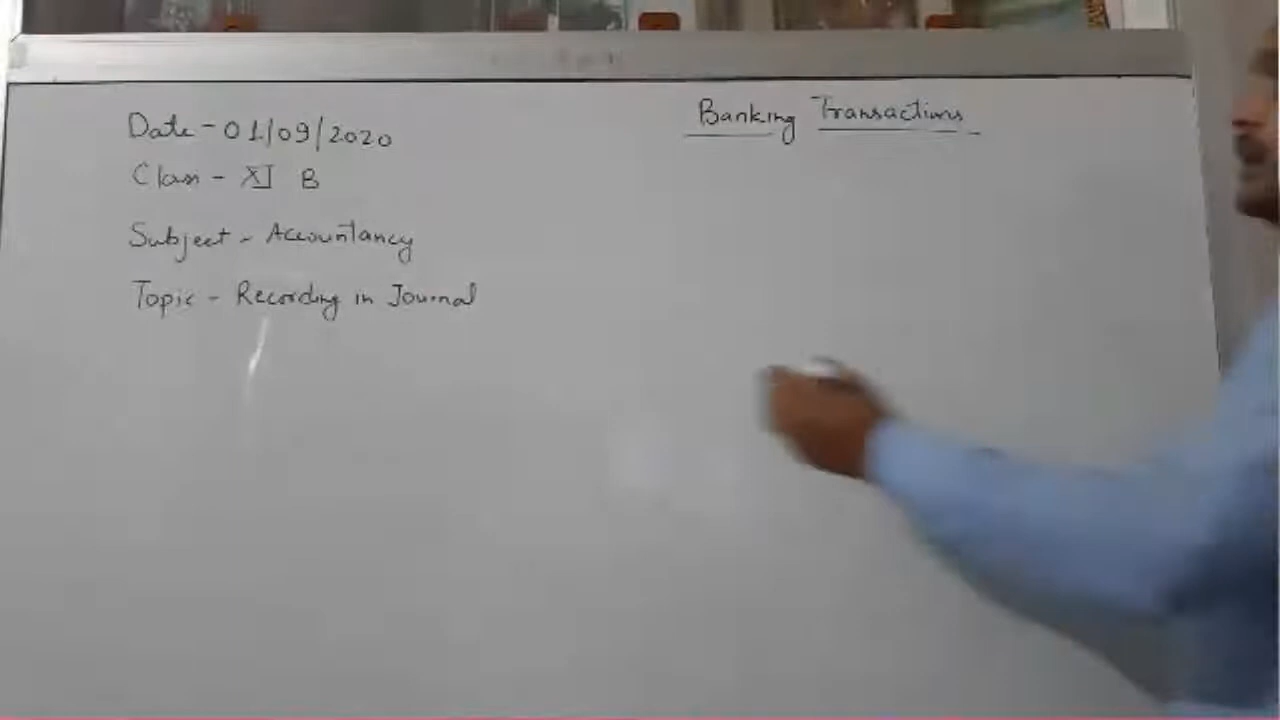 Date - 01/09/2020
Class - XI B
Subject - Accountancy
Topic - Recording in Journal
Banking Transactions